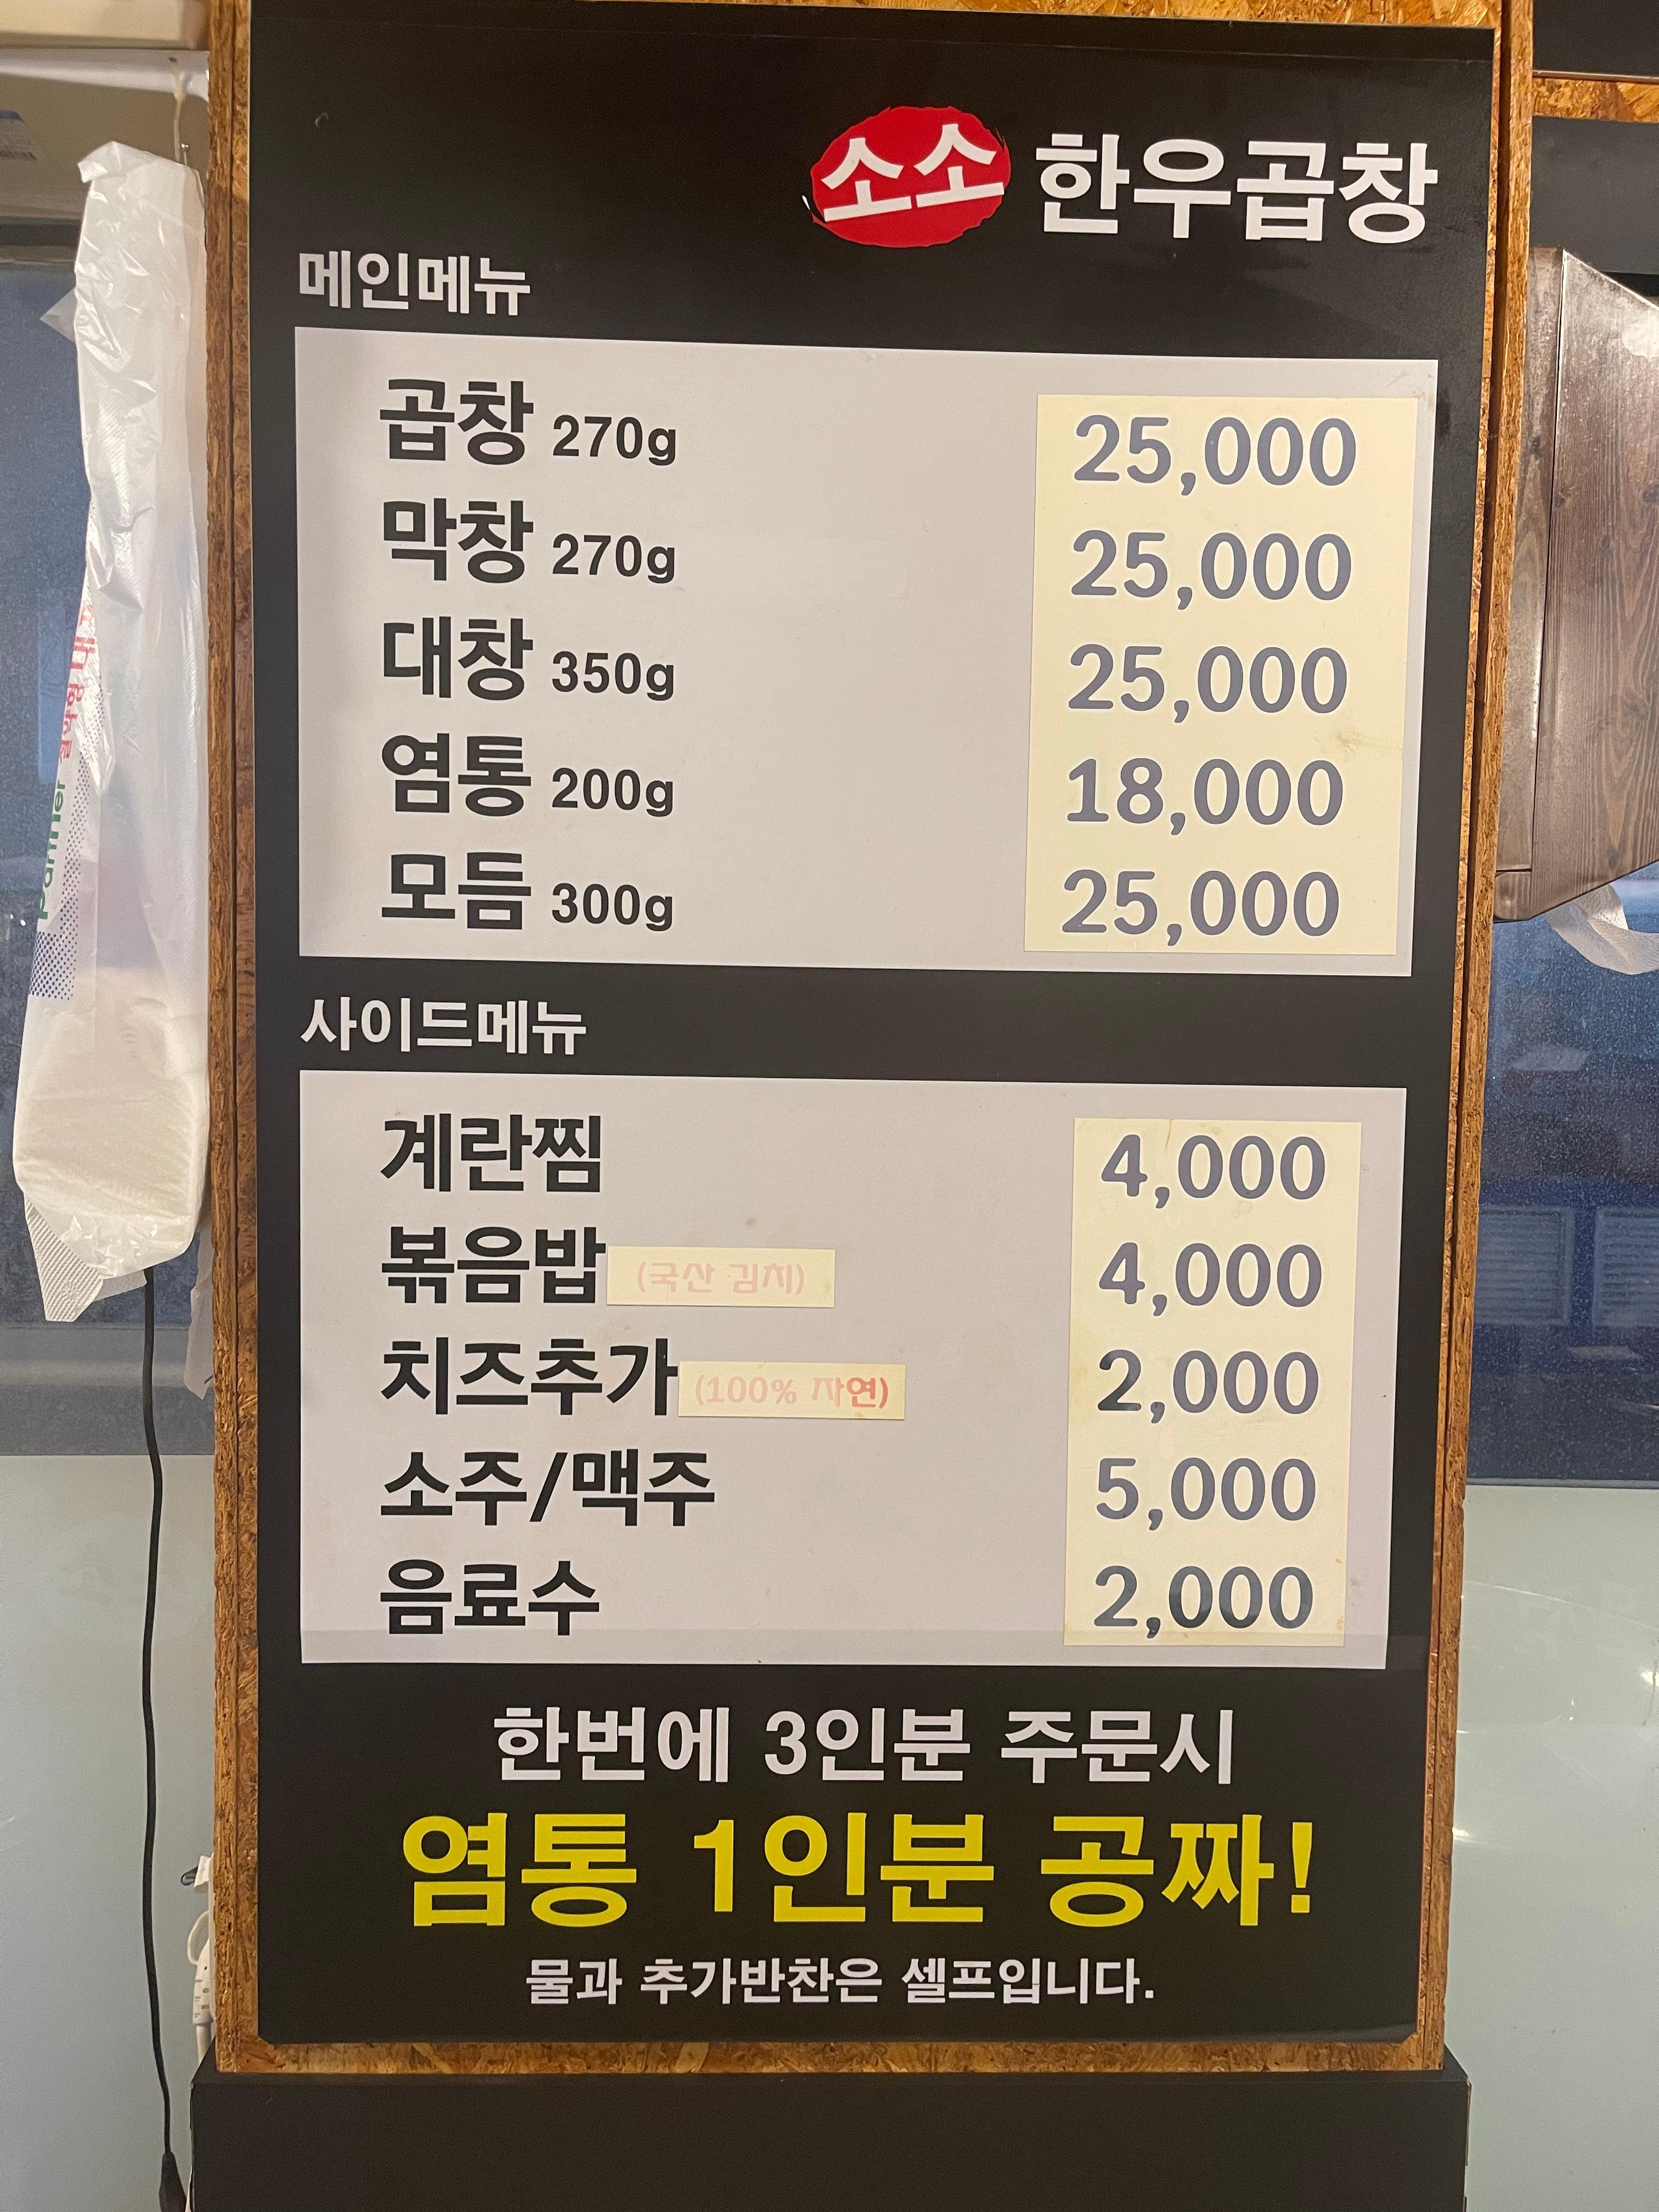 소소 한우곱창
메인메뉴
곱창 270g 25,000
막창 270g 25,000
대창 350g 25,000
염통 200g 18,000
모듬 300g 25,000
사이드메뉴
계란찜 4,000
볶음밥 (국산 김치) 4,000
치즈추가 (100% 자연) 2,000
소주/맥주 5,000
음료수 2,000
한번에 3인분 주문시
염통 1인분 공짜!
물과 추가반찬은 셀프입니다.
partner